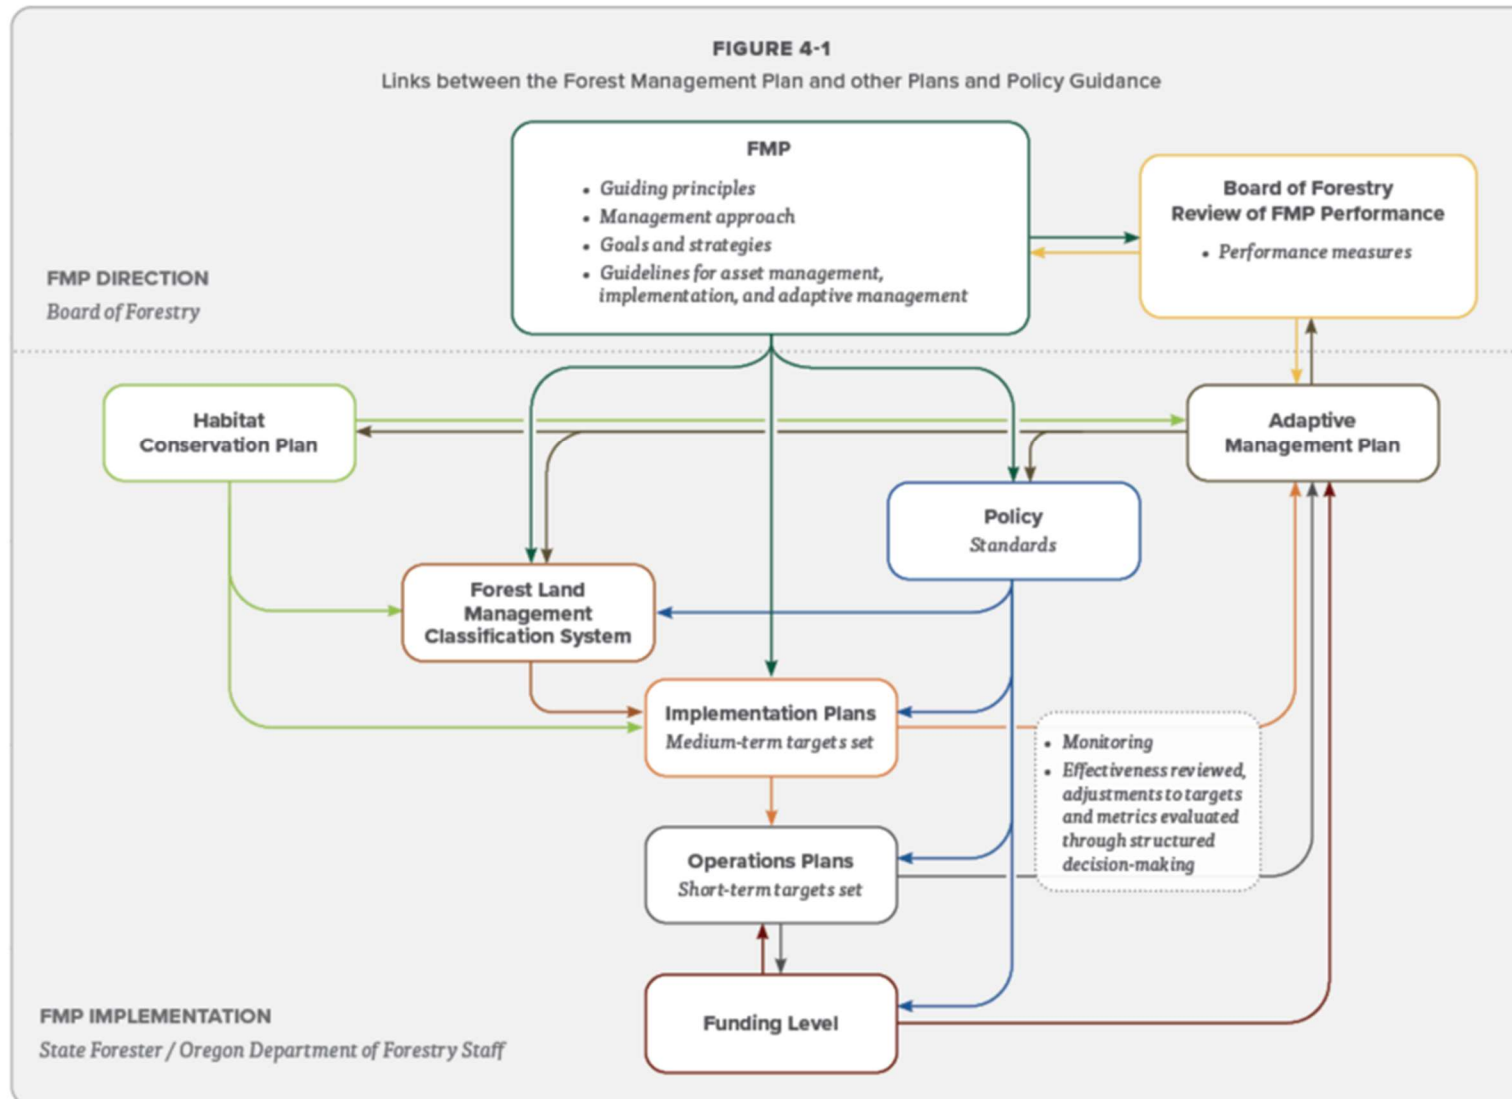 FIGURE 4-1
Links between the Forest Management Plan and other Plans and Policy Guidance
FMP
• Guiding principles
• Management approach
• Goals and strategies
• Guidelines for asset management,
implementation, and adaptive management
Board of Forestry
Review of FMP Performance
• Performance measures
FMP DIRECTION
Board of Forestry
Habitat
Conservation Plan
Adaptive
Management Plan
Policy
Standards
Forest Land
Management
Classification System
Implementation Plans
Medium-term targets set
• Monitoring
• Effectiveness reviewed,
adjustments to targets
and metrics evaluated
through structured
decision-making
Operations Plans
Short-term targets set
Funding Level
FMP IMPLEMENTATION
State Forester / Oregon Department of Forestry Staff